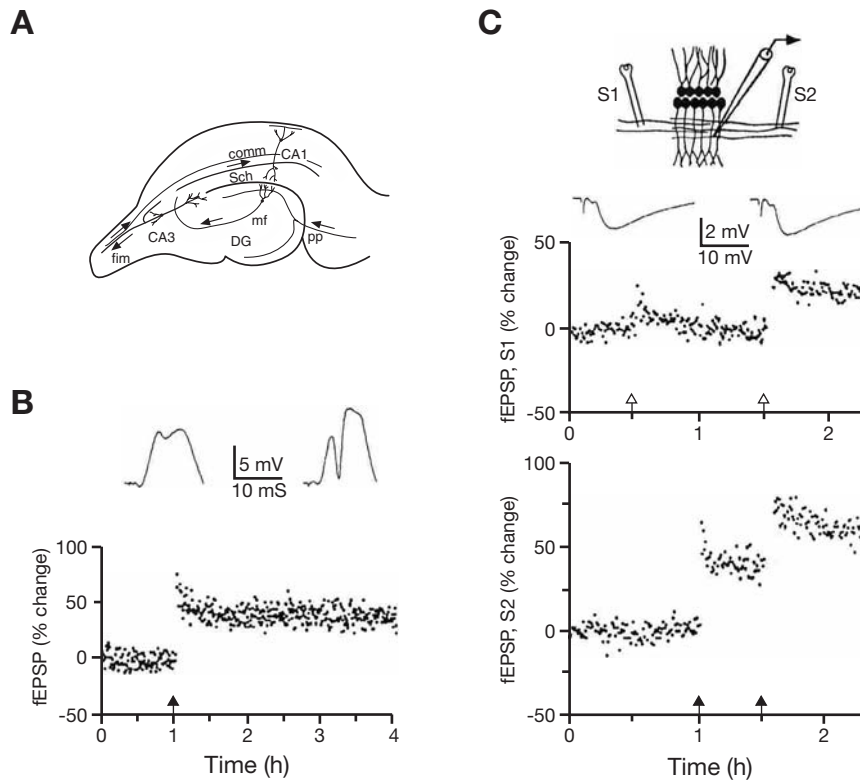 A
comm
CA1
Sch
CA3
mf
DG
pp
fim
B
5 mV
10 mS
100
50
0
-50
fEPSP (% change)
0 1 2 3 4
Time (h)
C
S1
S2
2 mV
10 mV
50
0
-50
fEPSP, S1 (% change)
0 1 2
100
50
0
-50
fEPSP, S2 (% change)
0 1 2
Time (h)